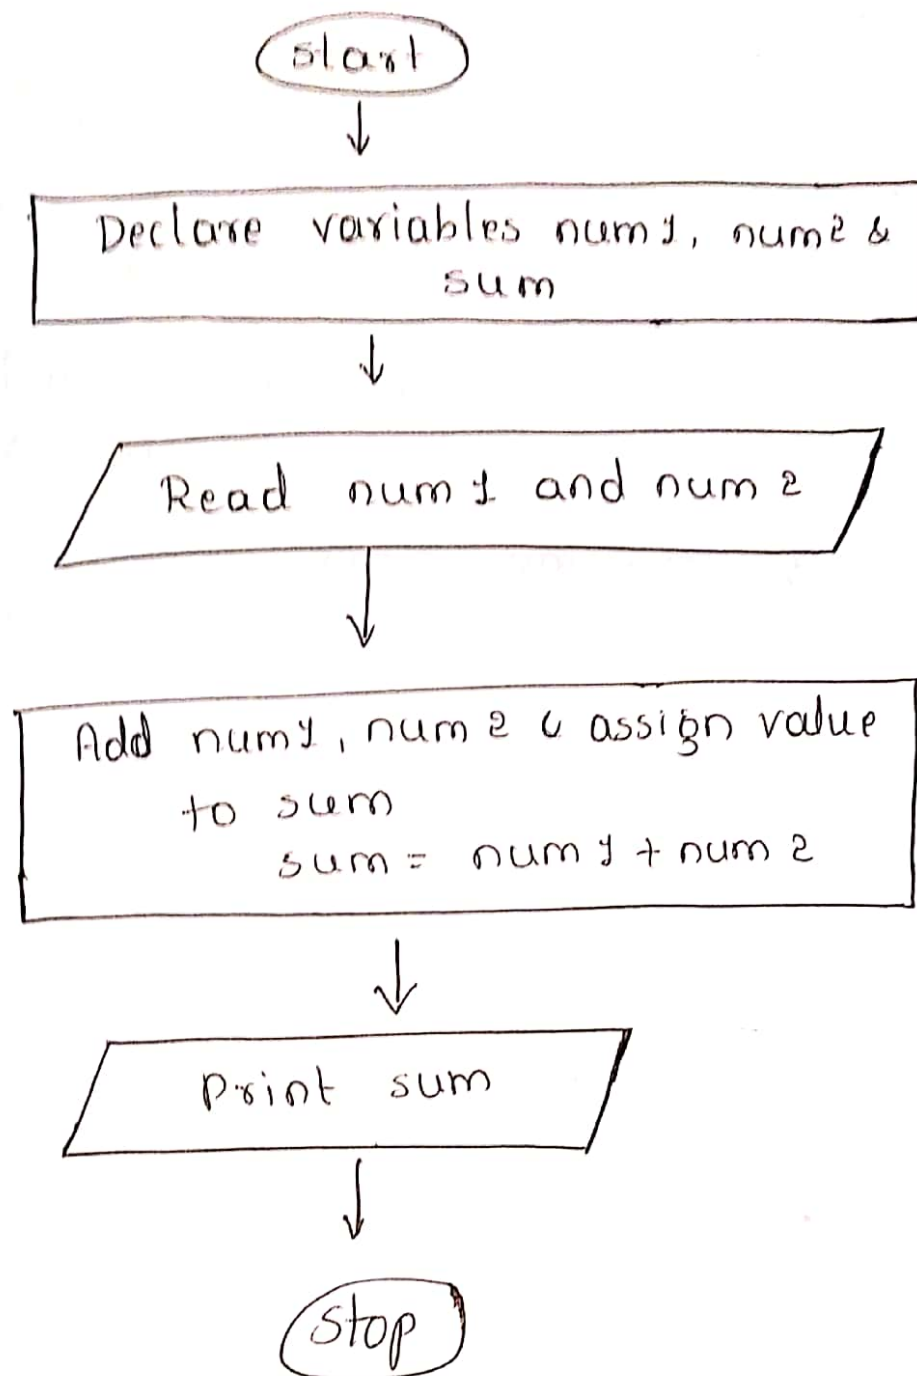 start
Declare variables num1, num2 &
sum
Read num1 and num2
Add num1, num2 & assign value
to sum
sum = num1 + num2
print sum
stop